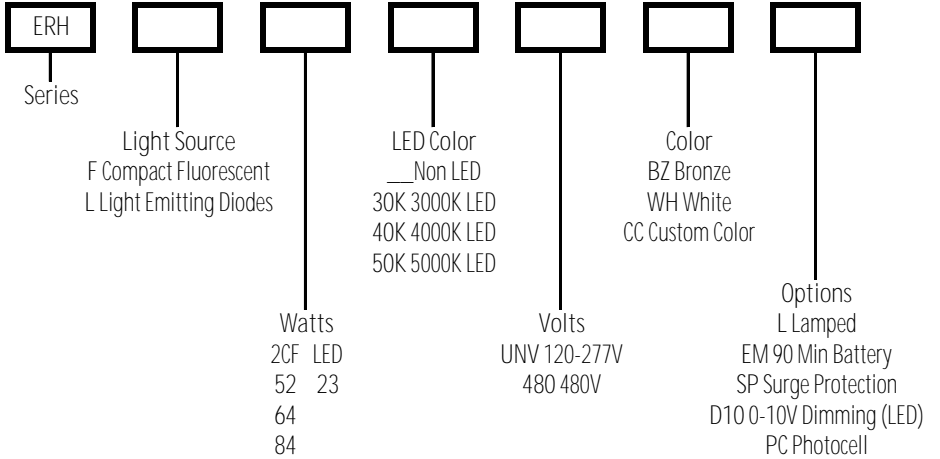 ERH
Series
Light Source
F Compact Fluorescent
L Light Emitting Diodes
Watts
2CF LED
52 23
64
84
LED Color
__Non LED
30K 3000K LED
40K 4000K LED
50K 5000K LED
Volts
UNV 120-277V
480 480V
Color
BZ Bronze
WH White
CC Custom Color
Options
L Lamped
EM 90 Min Battery
SP Surge Protection
D10 0-10V Dimming (LED)
PC Photocell